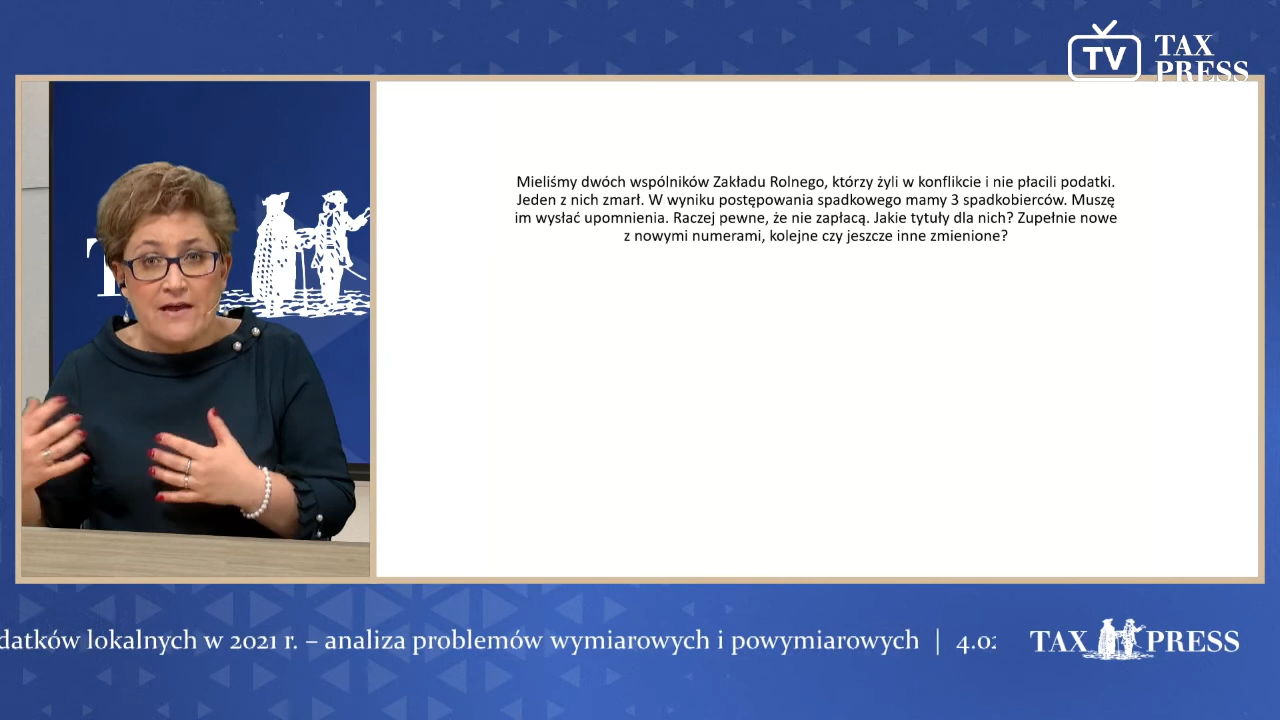 TV TAX
PRESS
Mieliśmy dwóch wspólników Zakładu Rolnego, którzy żyli w konflikcie i nie płacili podatki.
Jeden z nich zmarł. W wyniku postępowania spadkowego mamy 3 spadkobierców. Muszę
im wysłać upomnienia. Raczej pewne, że nie zapłacą. Jakie tytuły dla nich? Zupełnie nowe
z nowymi numerami, kolejne czy jeszcze inne zmienione?
T
datków lokalnych w 2021 r. – analiza problemów wymiarowych i powymiarowych | 4.02
TAX PRESS